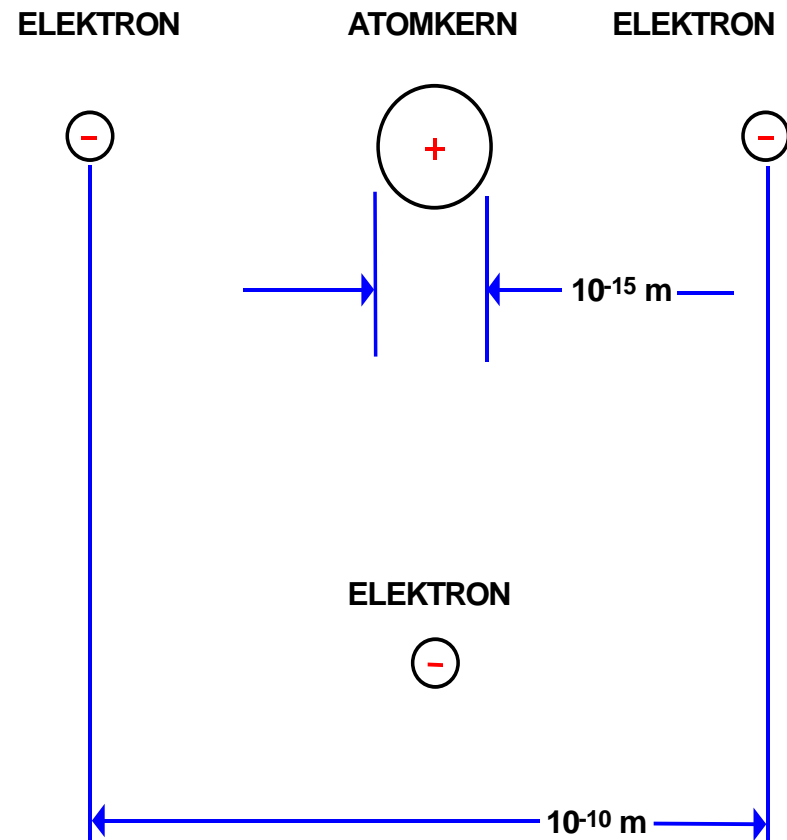 ELEKTRON ATOMKERN ELEKTRON
- + -
10-15 m
ELEKTRON
-
10-10 m